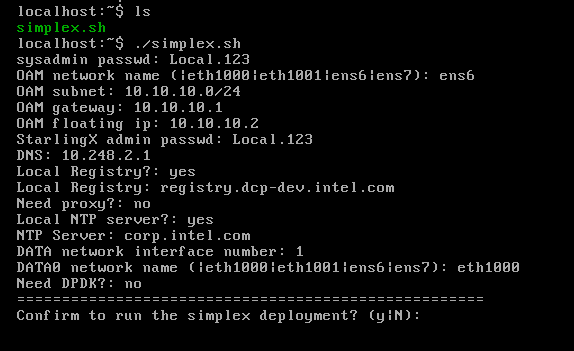 localhost:~$ ls
simplex.sh
localhost:~$ ./simplex.sh
sysadmin passwd: Local.123
OAM network name (|eth1000|eth1001|ens6|ens7): ens6
OAM subnet: 10.10.10.0/24
OAM gateway: 10.10.10.1
OAM floating ip: 10.10.10.2
StarlingX admin passwd: Local.123
DNS: 10.248.2.1
Local Registry?: yes
Local Registry: registry.dcp-dev.intel.com
Need proxy?: no
Local NTP server?: yes
NTP Server: corp.intel.com
DATA network interface number: 1
DATA0 network name (|eth1000|eth1001|ens6|ens7): eth1000
Need DPDK?: no
====================================================
Confirm to run the simplex deployment? (y|N):